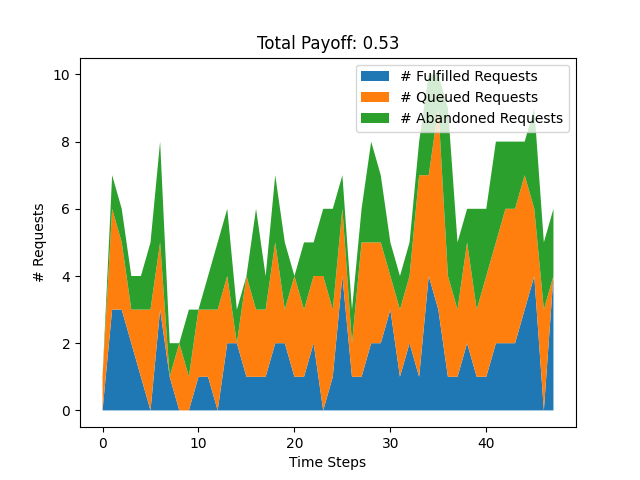 Total Payoff: 0.53
# Requests
10
8
6
4
2
0
# Fulfilled Requests
# Queued Requests
# Abandoned Requests
0
10
20
30
40
Time Steps